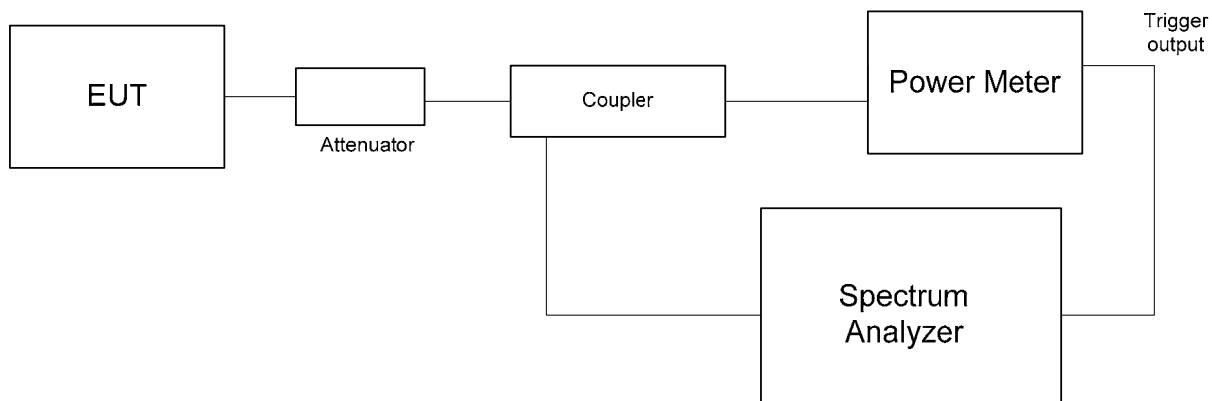 EUT
Attenuator
Coupler
Power Meter
Trigger
output
Spectrum
Analyzer